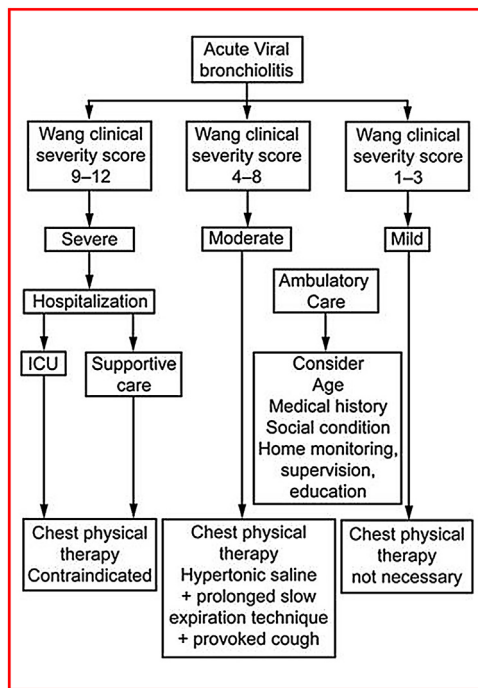 Acute Viral
bronchiolitis
Wang clinical
severity score
9–12
Wang clinical
severity score
4–8
Wang clinical
severity score
1–3
Severe
Moderate
Mild
Hospitalization
Ambulatory
Care
ICU
Supportive
care
Consider
Age
Medical history
Social condition
Home monitoring,
supervision,
education
Chest physical
therapy
Contraindicated
Chest physical
therapy
Hypertonic saline
+ prolonged slow
expiration technique
+ provoked cough
Chest physical
therapy
not necessary